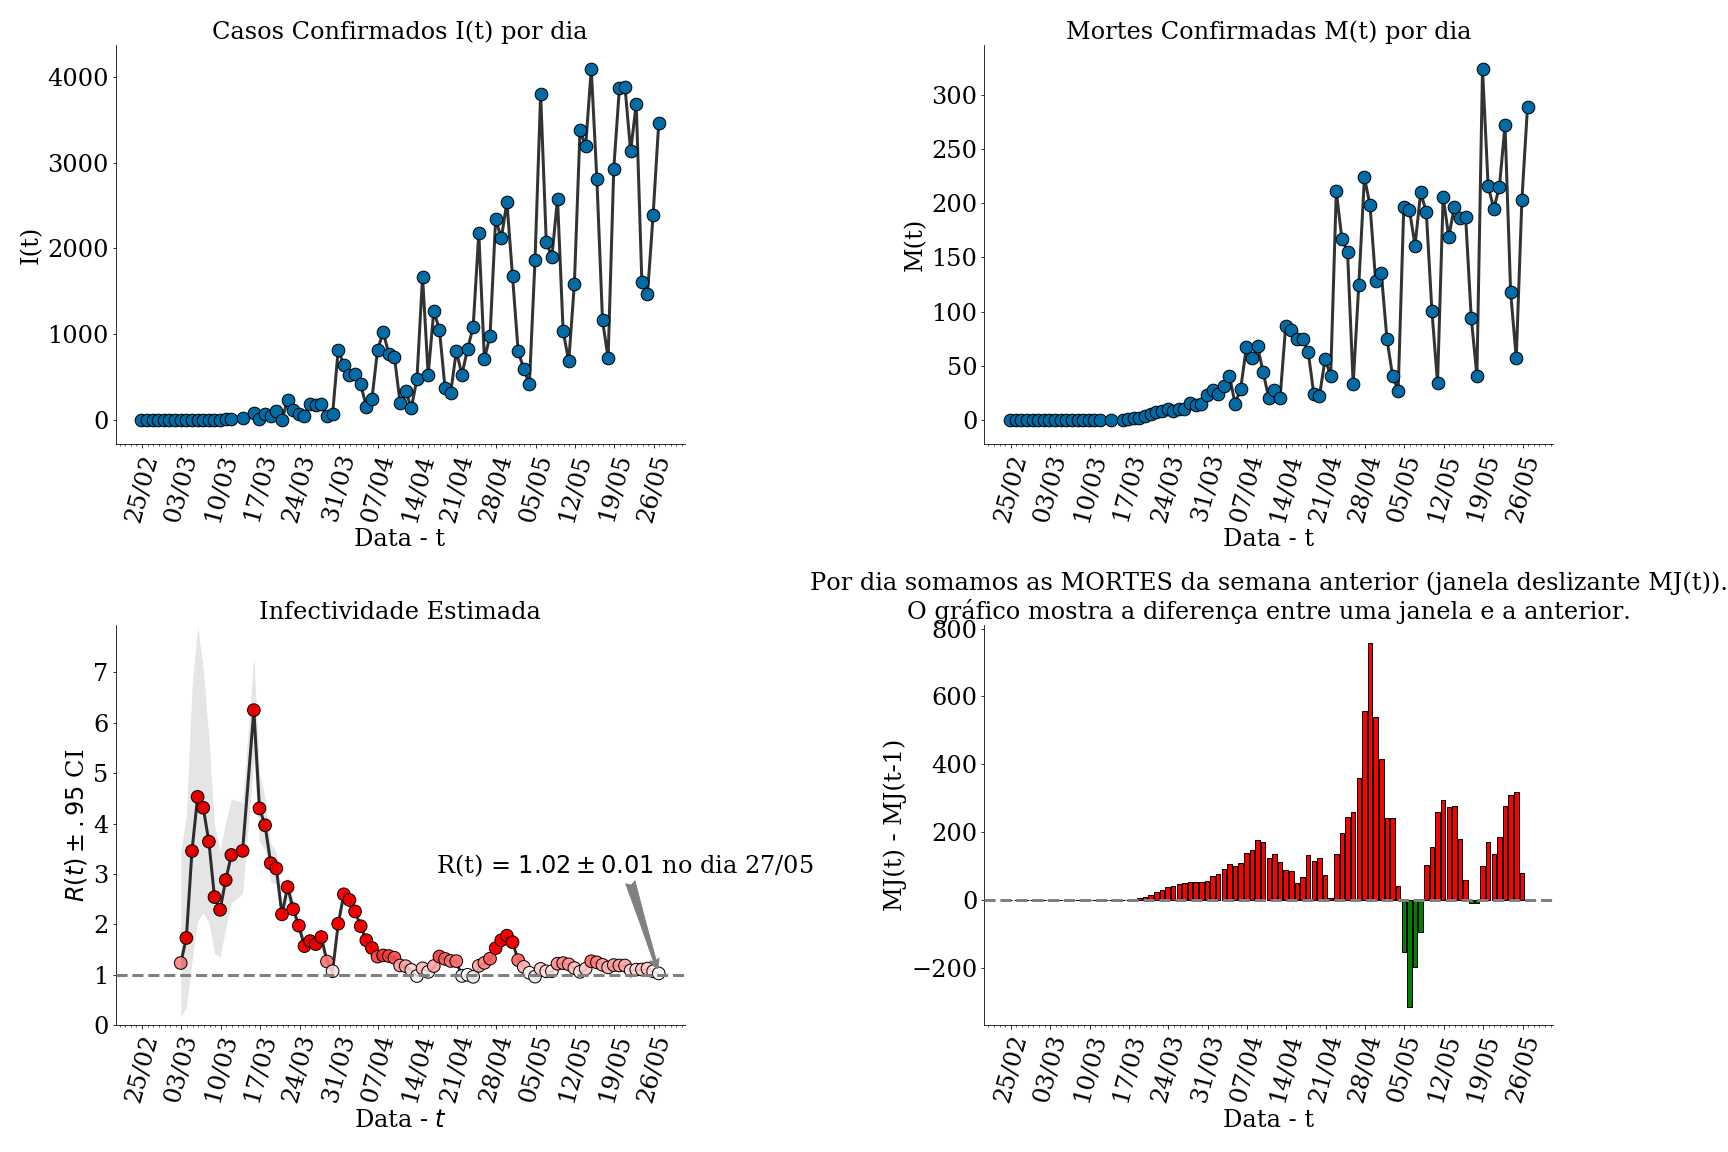 Casos Confirmados I(t) por dia
I(t)
4000
3000
2000
1000
0
25/02 03/03 10/03 17/03 24/03 31/03 07/04 14/04 21/04 28/04 05/05 12/05 19/05 26/05
Data - t
Mortes Confirmadas M(t) por dia
M(t)
300
250
200
150
100
50
0
25/02 03/03 10/03 17/03 24/03 31/03 07/04 14/04 21/04 28/04 05/05 12/05 19/05 26/05
Data - t
Infectividade Estimada
R(t) ± .95 CI
7
6
5
4
3
2
1
0
R(t) = 1.02 ± 0.01 no dia 27/05
25/02 03/03 10/03 17/03 24/03 31/03 07/04 14/04 21/04 28/04 05/05 12/05 19/05 26/05
Data - t
Por dia somamos as MORTES da semana anterior (janela deslizante MJ(t)).
O gráfico mostra a diferença entre uma janela e a anterior.
MJ(t) - MJ(t-1)
800
600
400
200
0
−200
25/02 03/03 10/03 17/03 24/03 31/03 07/04 14/04 21/04 28/04 05/05 12/05 19/05 26/05
Data - t